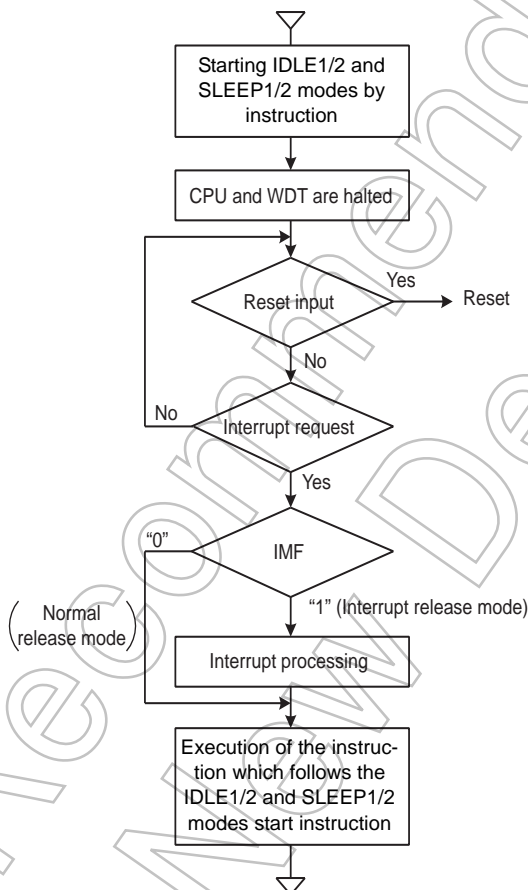 Starting IDLE1/2 and
SLEEP1/2 modes by
instruction
CPU and WDT are halted
Reset input
Yes
Reset
No
Interrupt request
No
Yes
IMF
“0”
“1” (Interrupt release mode)
Normal
release mode
Interrupt processing
Execution of the instruc-
tion which follows the
IDLE1/2 and SLEEP1/2
modes start instruction